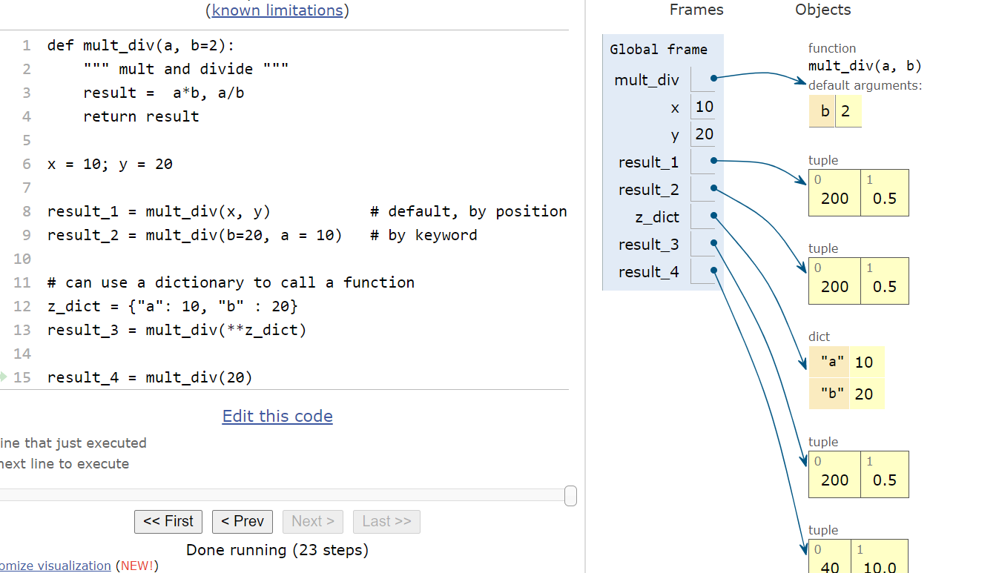 (known limitations)
1 def mult_div(a, b=2):
2 """ mult and divide """
3 result =  a*b, a/b
4 return result
5
6 x = 10; y = 20
7
8 result_1 = mult_div(x, y)           # default, by position
9 result_2 = mult_div(b=20, a = 10)   # by keyword
10
11 # can use a dictionary to call a function
12 z_dict = {"a": 10, "b" : 20}
13 result_3 = mult_div(**z_dict)
14
15 result_4 = mult_div(20)
Edit this code
ine that just executed
next line to execute
<< First < Prev Next > Last >>
Done running (23 steps)
omize visualization (NEW!)
Frames Objects
Global frame
mult_div
x 10
y 20
result_1
result_2
z_dict
result_3
result_4
function
mult_div(a, b)
default arguments:
b 2
tuple
0 1
200 0.5
tuple
0 1
200 0.5
dict
"a" 10
"b" 20
tuple
0 1
200 0.5
tuple
0 1
40 10.0